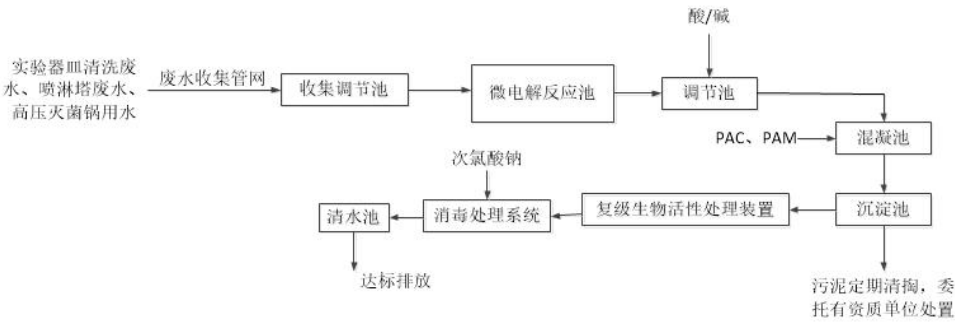 酸/碱
实验器皿清洗废
水、喷淋塔废水、
高压灭菌锅用水
废水收集管网
收集调节池
微电解反应池
调节池
PAC、PAM
混凝池
次氯酸钠
清水池
消毒处理系统
复级生物活性处理装置
沉淀池
达标排放
污泥定期清掏，委
托有资质单位处置